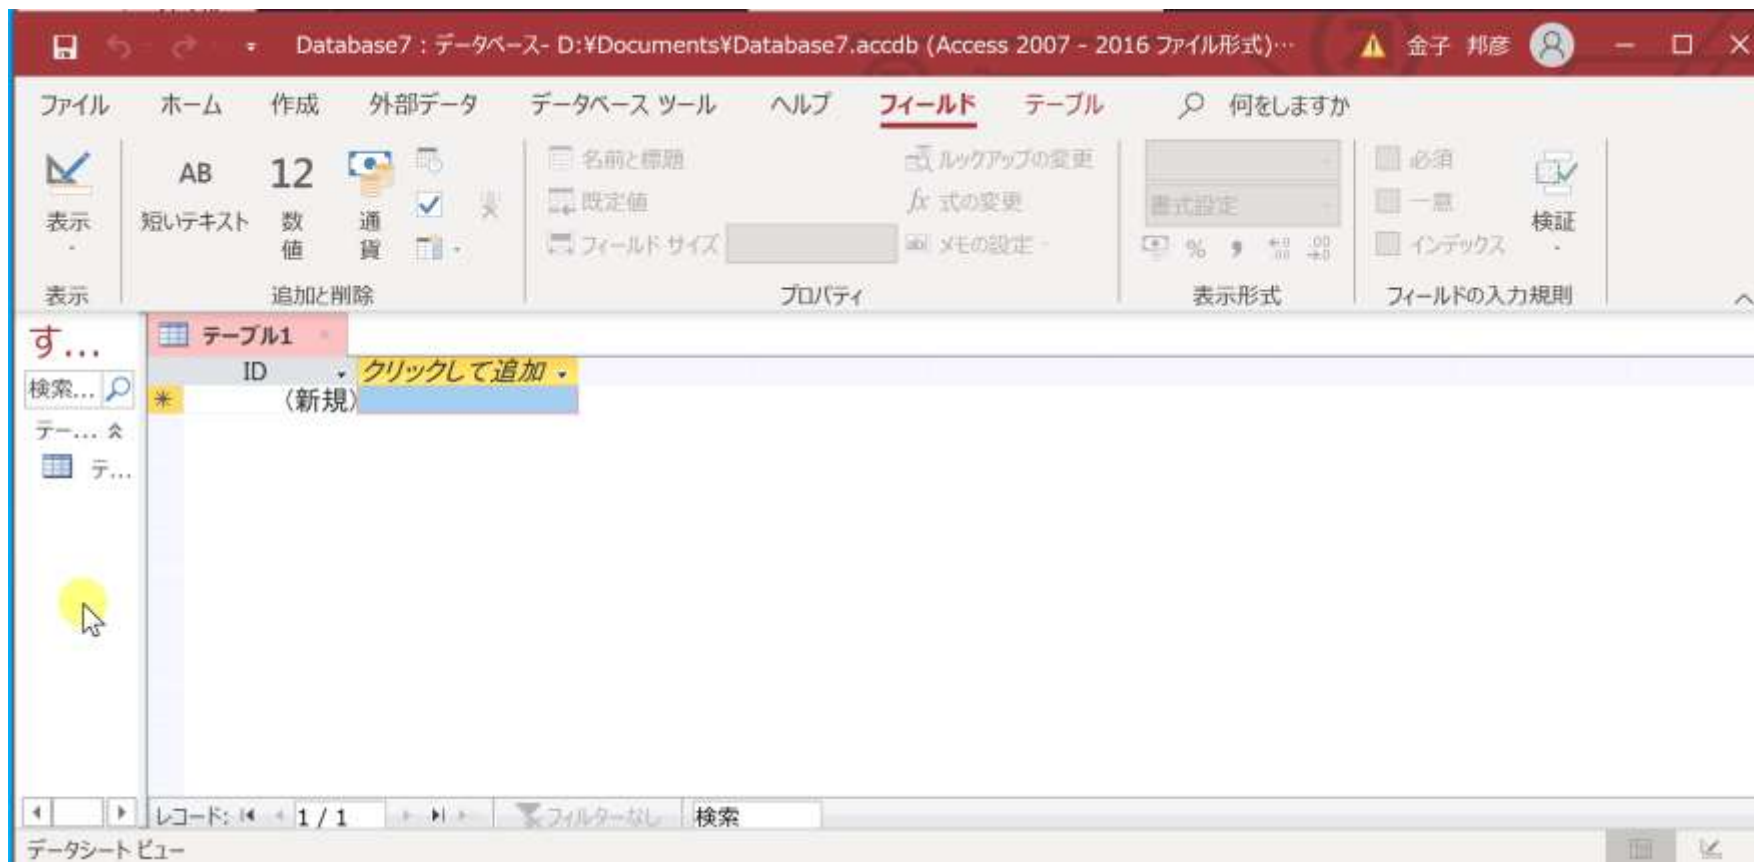 Database7 : データベース- D:¥Documents¥Database7.accdb (Access 2007 - 2016 ファイル形式)… 金子 邦彦
ファイル ホーム 作成 外部データ データベース ツール ヘルプ フィールド テーブル 何をしますか
表示
AB
短いテキスト
12
数値
通貨
名前と標題
既定値
フィールド サイズ
ルックアップの変更
fx 式の変更
ab| メモの設定
書式設定
% , ←0 .00 .00 →0
必須
一意
インデックス
検証
表示 追加と削除 プロパティ 表示形式 フィールドの入力規則
す... テーブル1
ID クリックして追加
検索... * (新規)
テー...
テ...
レコード: 1 / 1 フィルターなし 検索
データシート ビュー